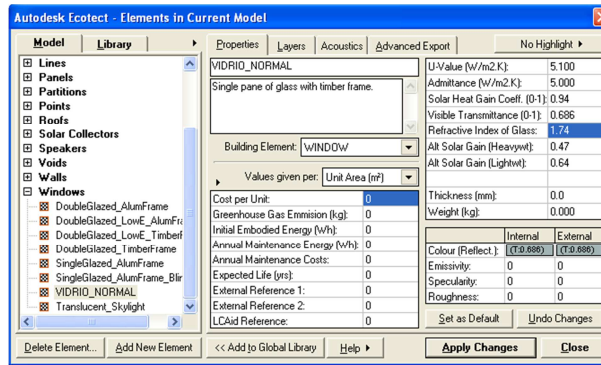 Autodesk Ecotect - Elements in Current Model
Model
Library
Properties
Layers
Acoustics
Advanced Export
No Highlight
Lines
Panels
Partitions
Points
Roofs
Solar Collectors
Speakers
Voids
Walls
Windows
DoubleGlazed_AlumFrame
DoubleGlazed_LowE_AlumFra
DoubleGlazed_LowE_TimberF
DoubleGlazed_TimberFrame
SingleGlazed_AlumFrame
SingleGlazed_AlumFrame_Blin
VIDRIO_NORMAL
Translucent_Skylight
VIDRIO_NORMAL
Single pane of glass with timber frame.
Building Element: WINDOW
Values given per: Unit Area (m²)
Cost per Unit: 0
Greenhouse Gas Emmision (kg): 0
Initial Embodied Energy (Wh): 0
Annual Maintenance Energy (Wh): 0
Annual Maintenance Costs: 0
Expected Life (yrs): 0
External Reference 1: 0
External Reference 2: 0
LCAid Reference: 0
U-Value (W/m2.K): 5.100
Admittance (W/m2.K): 5.000
Solar Heat Gain Coeff. (0-1): 0.94
Visible Transmittance (0-1): 0.686
Refractive Index of Glass: 1.74
Alt Solar Gain (Heavywt): 0.47
Alt Solar Gain (Lightwt): 0.64
Thickness (mm): 0.0
Weight (kg): 0.000
Internal External
Colour (Reflect.): (T:0.686) (T:0.686)
Emissivity: 0 0
Specularity: 0 0
Roughness: 0 0
Set as Default
Undo Changes
Delete Element...
Add New Element
<< Add to Global Library
Help
Apply Changes
Close